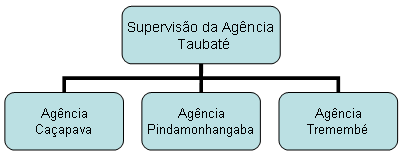 Supervisão da Agência
Taubaté
Agência
Caçapava
Agência
Pindamonhangaba
Agência
Tremembé